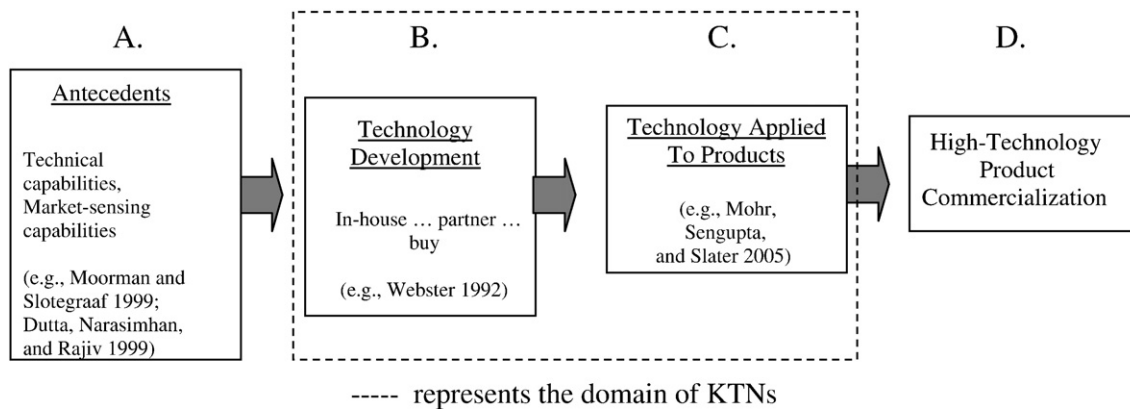 A.
Antecedents
Technical
capabilities,
Market-sensing
capabilities
(e.g., Moorman and
Slotegraaf 1999;
Dutta, Narasimhan,
and Rajiv 1999)
B.
Technology
Development
In-house … partner …
buy
(e.g., Webster 1992)
C.
Technology Applied
To Products
(e.g., Mohr,
Sengupta,
and Slater 2005)
D.
High-Technology
Product
Commercialization
----- represents the domain of KTNs